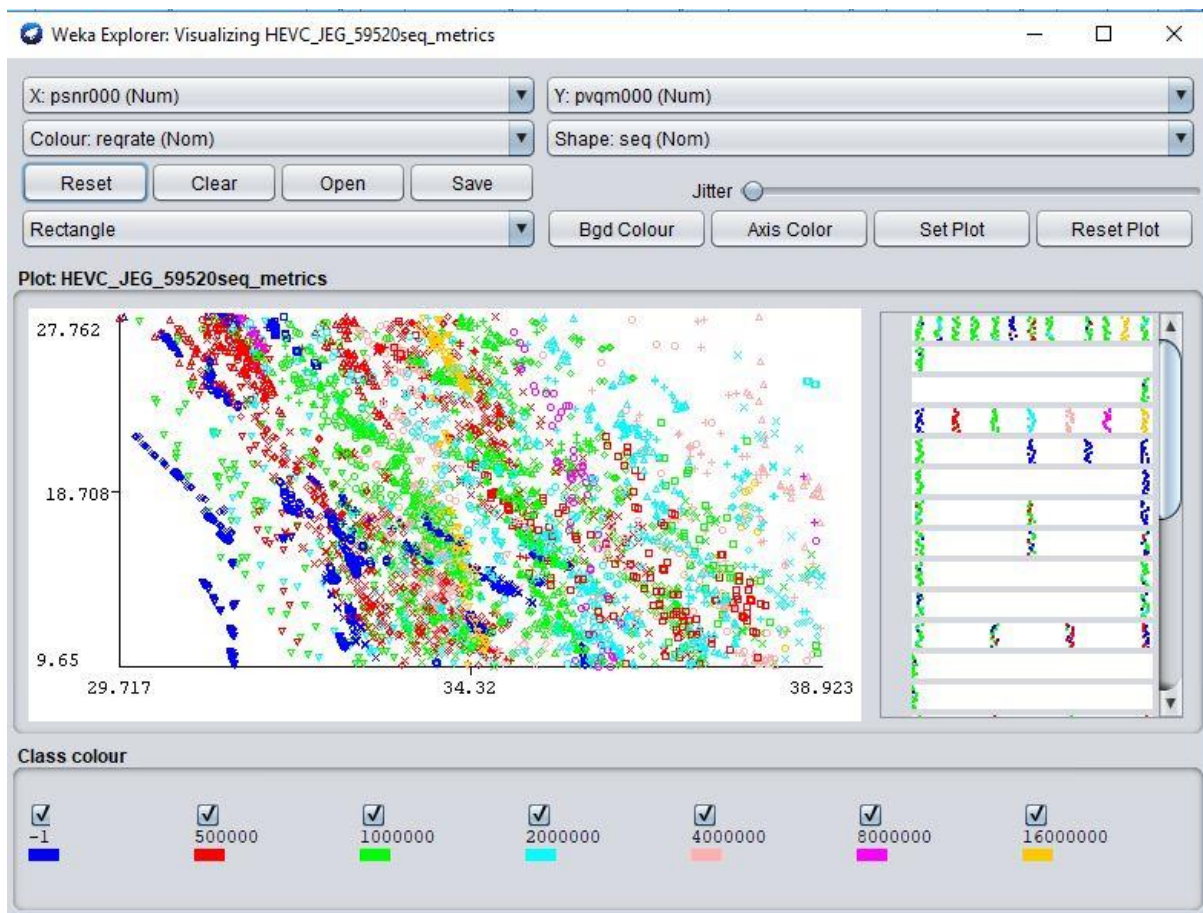 Weka Explorer: Visualizing HEVC_JEG_59520seq_metrics
X: psnr000 (Num)
Y: pvqm000 (Num)
Colour: reqrate (Nom)
Shape: seq (Nom)
Reset
Clear
Open
Save
Jitter
Rectangle
Bgd Colour
Axis Color
Set Plot
Reset Plot
Plot: HEVC_JEG_59520seq_metrics
27.762
18.708
9.65
29.717
34.32
38.923
Class colour
-1
500000
1000000
2000000
4000000
8000000
16000000